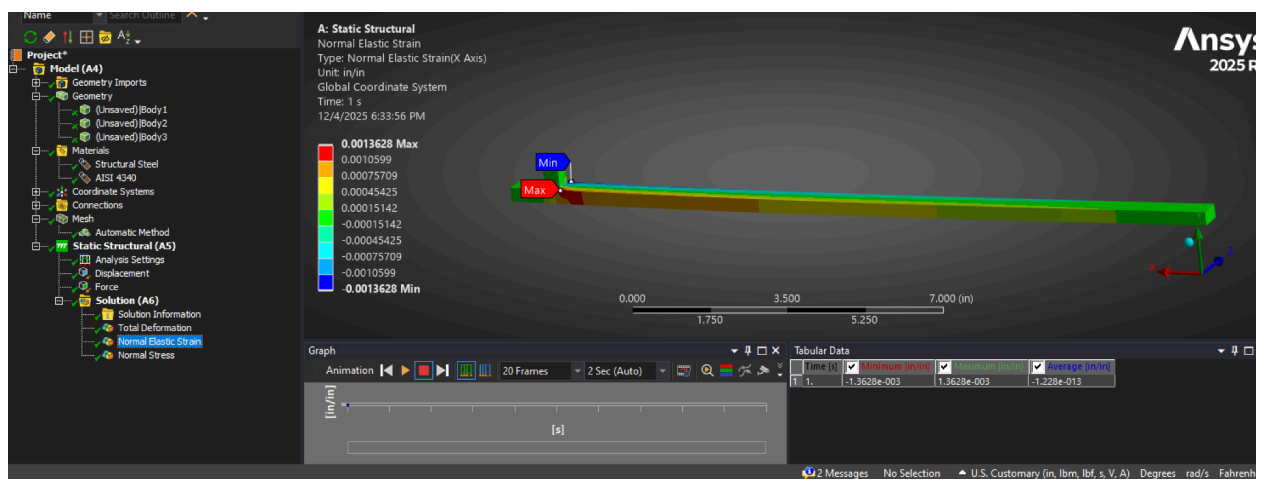 Name
Search Outline
Project*
Model (A4)
Geometry Imports
Geometry
(Unsaved)|Body1
(Unsaved)|Body2
(Unsaved)|Body3
Materials
Structural Steel
AISI 4340
Coordinate Systems
Connections
Mesh
Automatic Method
Static Structural (A5)
Analysis Settings
Displacement
Force
Solution (A6)
Solution Information
Total Deformation
Normal Elastic Strain
Normal Stress
A: Static Structural
Normal Elastic Strain
Type: Normal Elastic Strain(X Axis)
Unit: in/in
Global Coordinate System
Time: 1 s
12/4/2025 6:33:56 PM
0.0013628 Max
0.0010599
0.00075709
0.00045425
0.00015142
-0.00015142
-0.00045425
-0.00075709
-0.0010599
-0.0013628 Min
Min
Max
Ansys
2025 R
X
Z
0.000 3.500 7.000 (in)
1.750 5.250
Graph
Animation 20 Frames 2 Sec (Auto)
[in/in]
[s]
Tabular Data
Time [s] Minimum [in/in] Maximum [in/in] Average [in/in]
1 1. -1.3628e-003 1.3628e-003 -1.228e-013
2 Messages No Selection U.S. Customary (in, lbm, lbf, s, V, A) Degrees rad/s Fahrenh